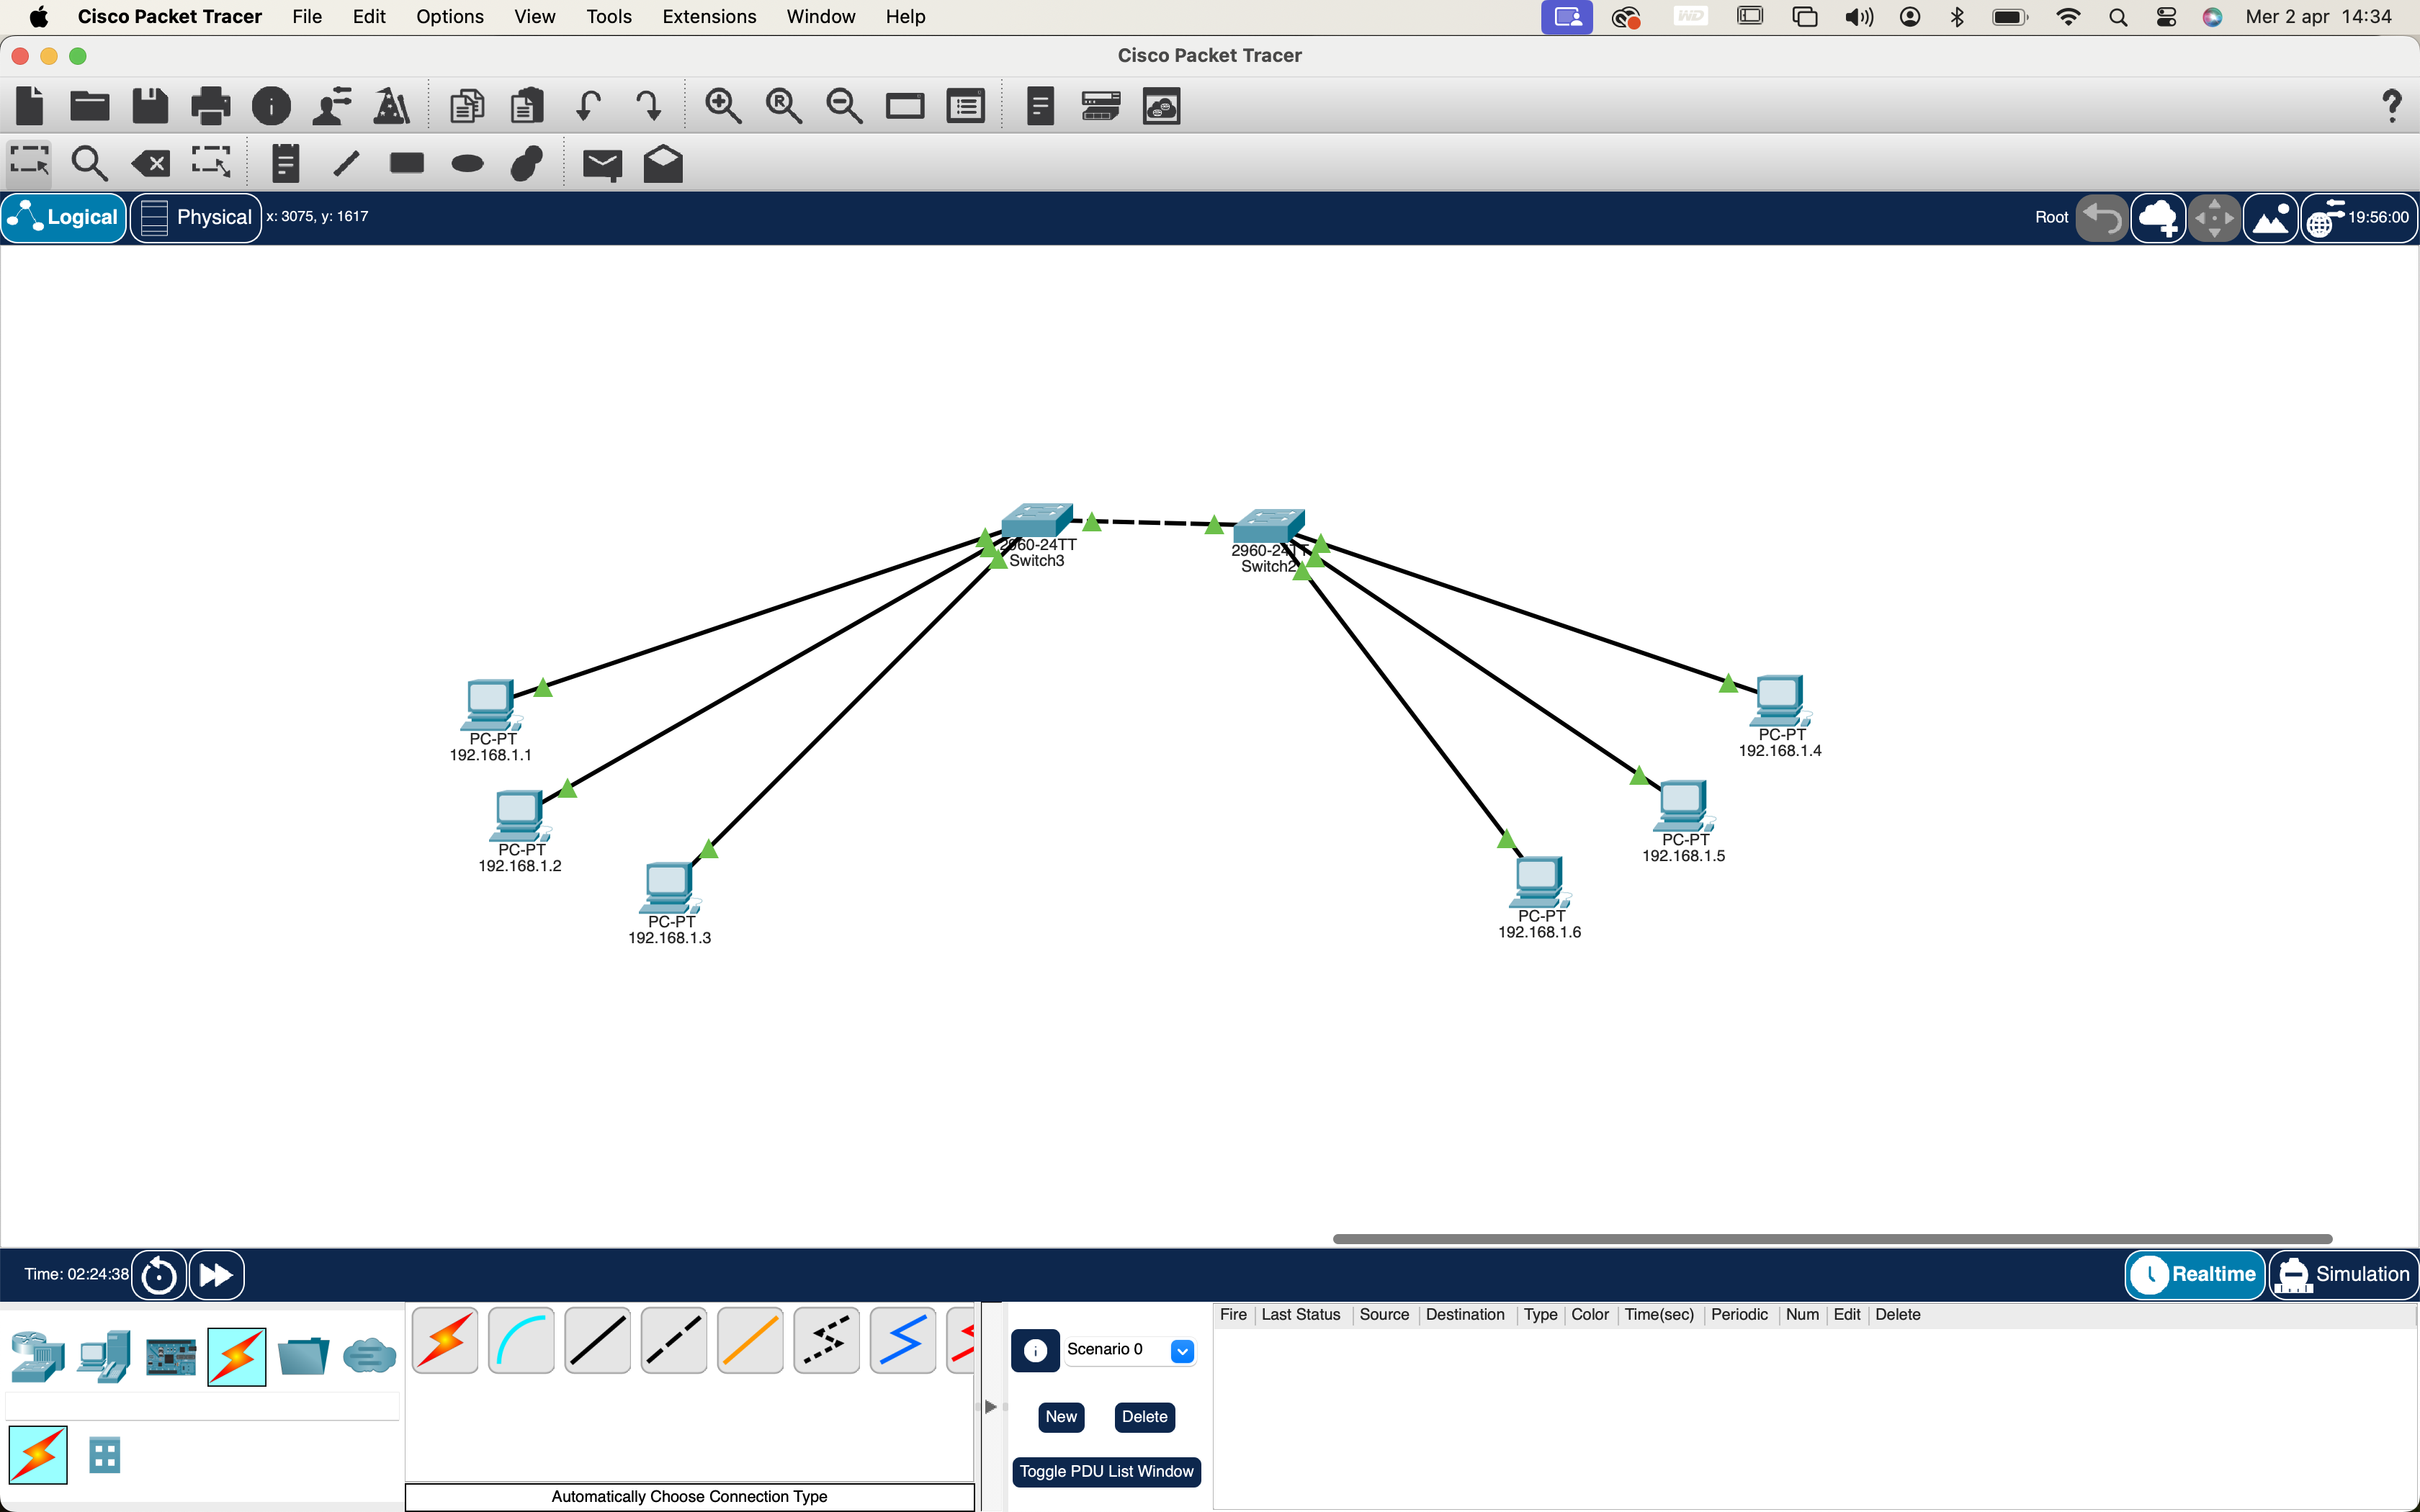 Cisco Packet Tracer File Edit Options View Tools Extensions Window Help WD Mer 2 apr 14:34
Cisco Packet Tracer
Logical Physical x: 3075, y: 1617 Root 19:56:00
2960-24TT
Switch3
2960-24TT
Switch2
PC-PT
192.168.1.1
PC-PT
192.168.1.2
PC-PT
192.168.1.3
PC-PT
192.168.1.4
PC-PT
192.168.1.5
PC-PT
192.168.1.6
Time: 02:24:38 Realtime Simulation
Scenario 0
New Delete
Toggle PDU List Window
Fire Last Status Source Destination Type Color Time(sec) Periodic Num Edit Delete
Automatically Choose Connection Type